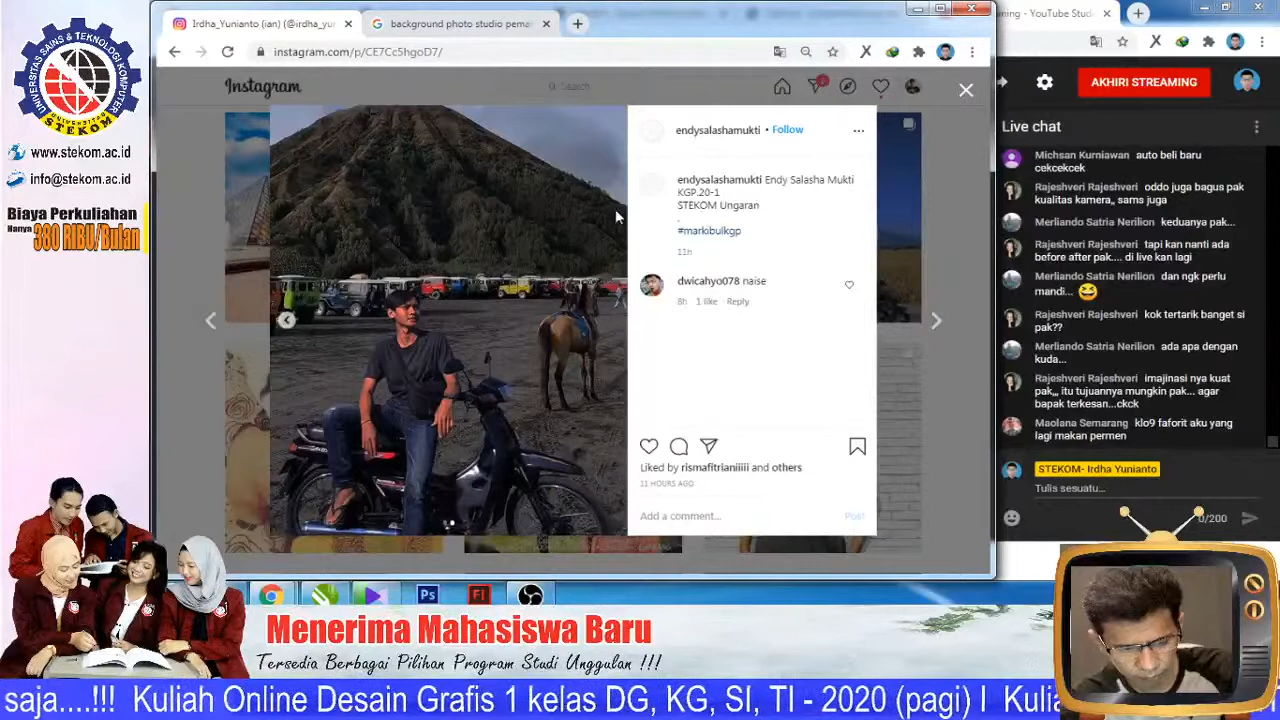 Irdha_Yunianto (ian) (@irdha_yur
background photo studio pema
ning - YouTube Stud
instagram.com/p/CE7Cc5hgoD7/
Instagram
Search
UNIVERSITAS SAINS & TEKNOLOGI KOMPUTER
UNIVERSITAS
STEKOM
www.stekom.ac.id
info@stekom.ac.id
Biaya Perkuliahan
Hanya
380 RIBU/Bulan
endysalashamukti • Follow
endysalashamukti Endy Salasha Mukti
KGP.20-1
STEKOM Ungaran
.
#markibulkgp
11h
dwicahyo078 naise
8h 1 like Reply
Liked by rismafitrianiiiii and others
11 HOURS AGO
Add a comment...
Post
AKHIRI STREAMING
Live chat
Michsan Kurniawan auto beli baru
cekcekcek
Rajeshveri Rajeshveri oddo juga bagus pak
kualitas kamera,, sams juga
Merliando Satria Nerilion keduanya pak...
Rajeshveri Rajeshveri tapi kan nanti ada
before after pak.... di live kan lagi
Merliando Satria Nerilion dan ngk perlu
mandi...
Rajeshveri Rajeshveri kok tertarik banget si
pak??
Merliando Satria Nerilion ada apa dengan
kuda...
Rajeshveri Rajeshveri imajinasi nya kuat
pak,,, itu tujuannya mungkin pak... agar
bapak terkesan...ckck
Maolana Semarang klo9 faforit aku yang
lagi makan permen
STEKOM- Irdha Yunianto
Tulis sesuatu...
0/200
Ps
Menerima Mahasiswa Baru
Tersedia Berbagai Pilihan Program Studi Unggulan !!!
saja....!!! Kuliah Online Desain Grafis 1 kelas DG, KG, SI, TI - 2020 (pagi) I Kulia